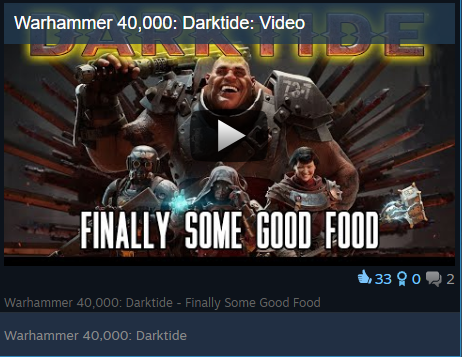 Warhammer 40,000: Darktide: Video
DARKTIDE
731
FINALLY SOME GOOD FOOD
33 0 2
Warhammer 40,000: Darktide - Finally Some Good Food
Warhammer 40,000: Darktide